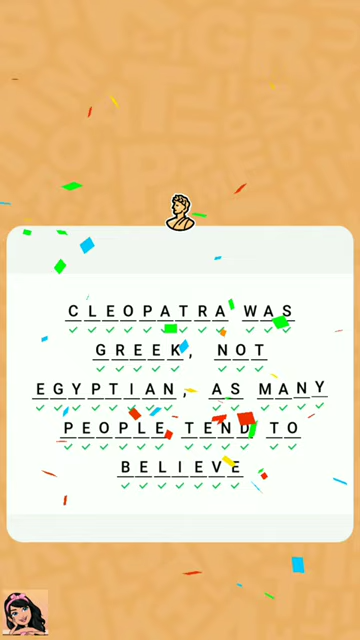 CLEOPATRA WAS
GREEK, NOT
EGYPTIAN, AS MANY
PEOPLE TEND TO
BELIEVE